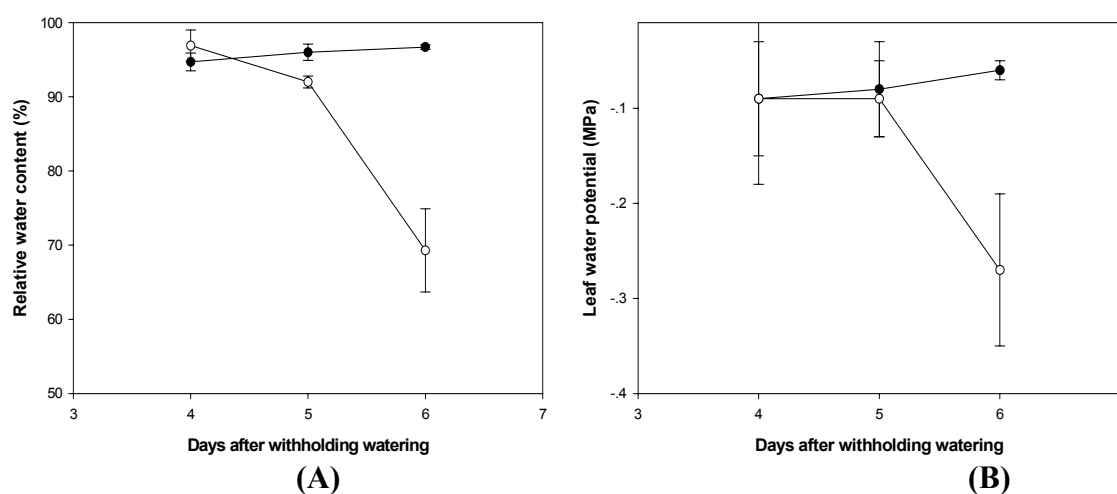 100
90
80
70
60
50
Relative water content (%)
3 4 5 6 7
Days after withholding watering
(A)
-.1
-.2
-.3
-.4
Leaf water potential (MPa)
3 4 5 6
Days after withholding watering
(B)